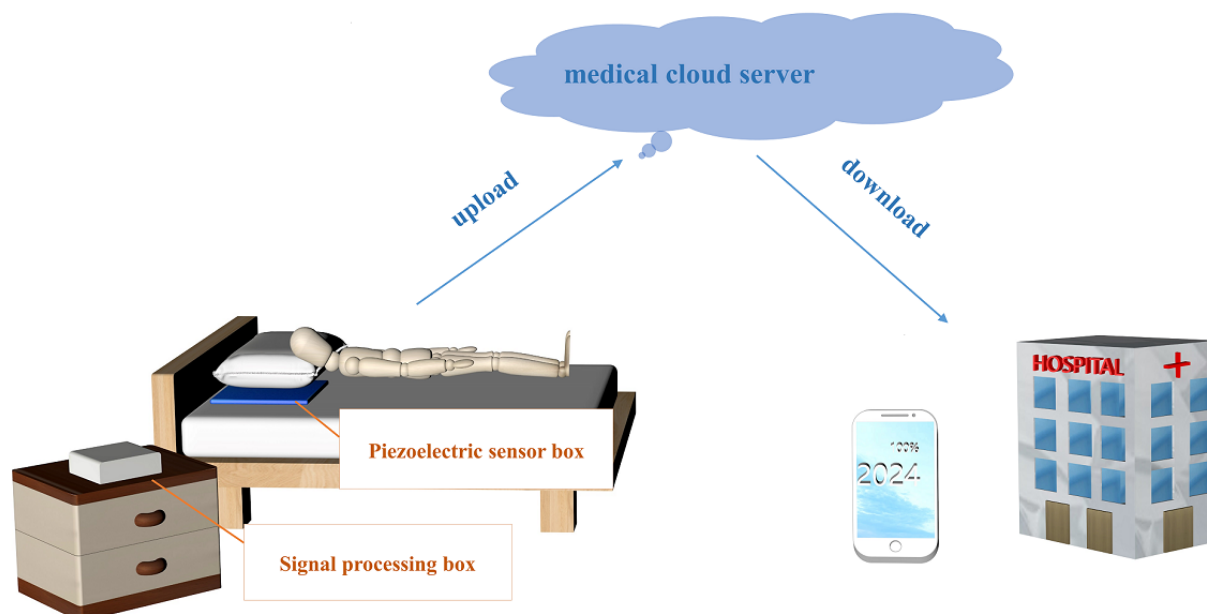 medical cloud server
upload
download
HOSPITAL
Piezoelectric sensor box
100%
2024
Signal processing box